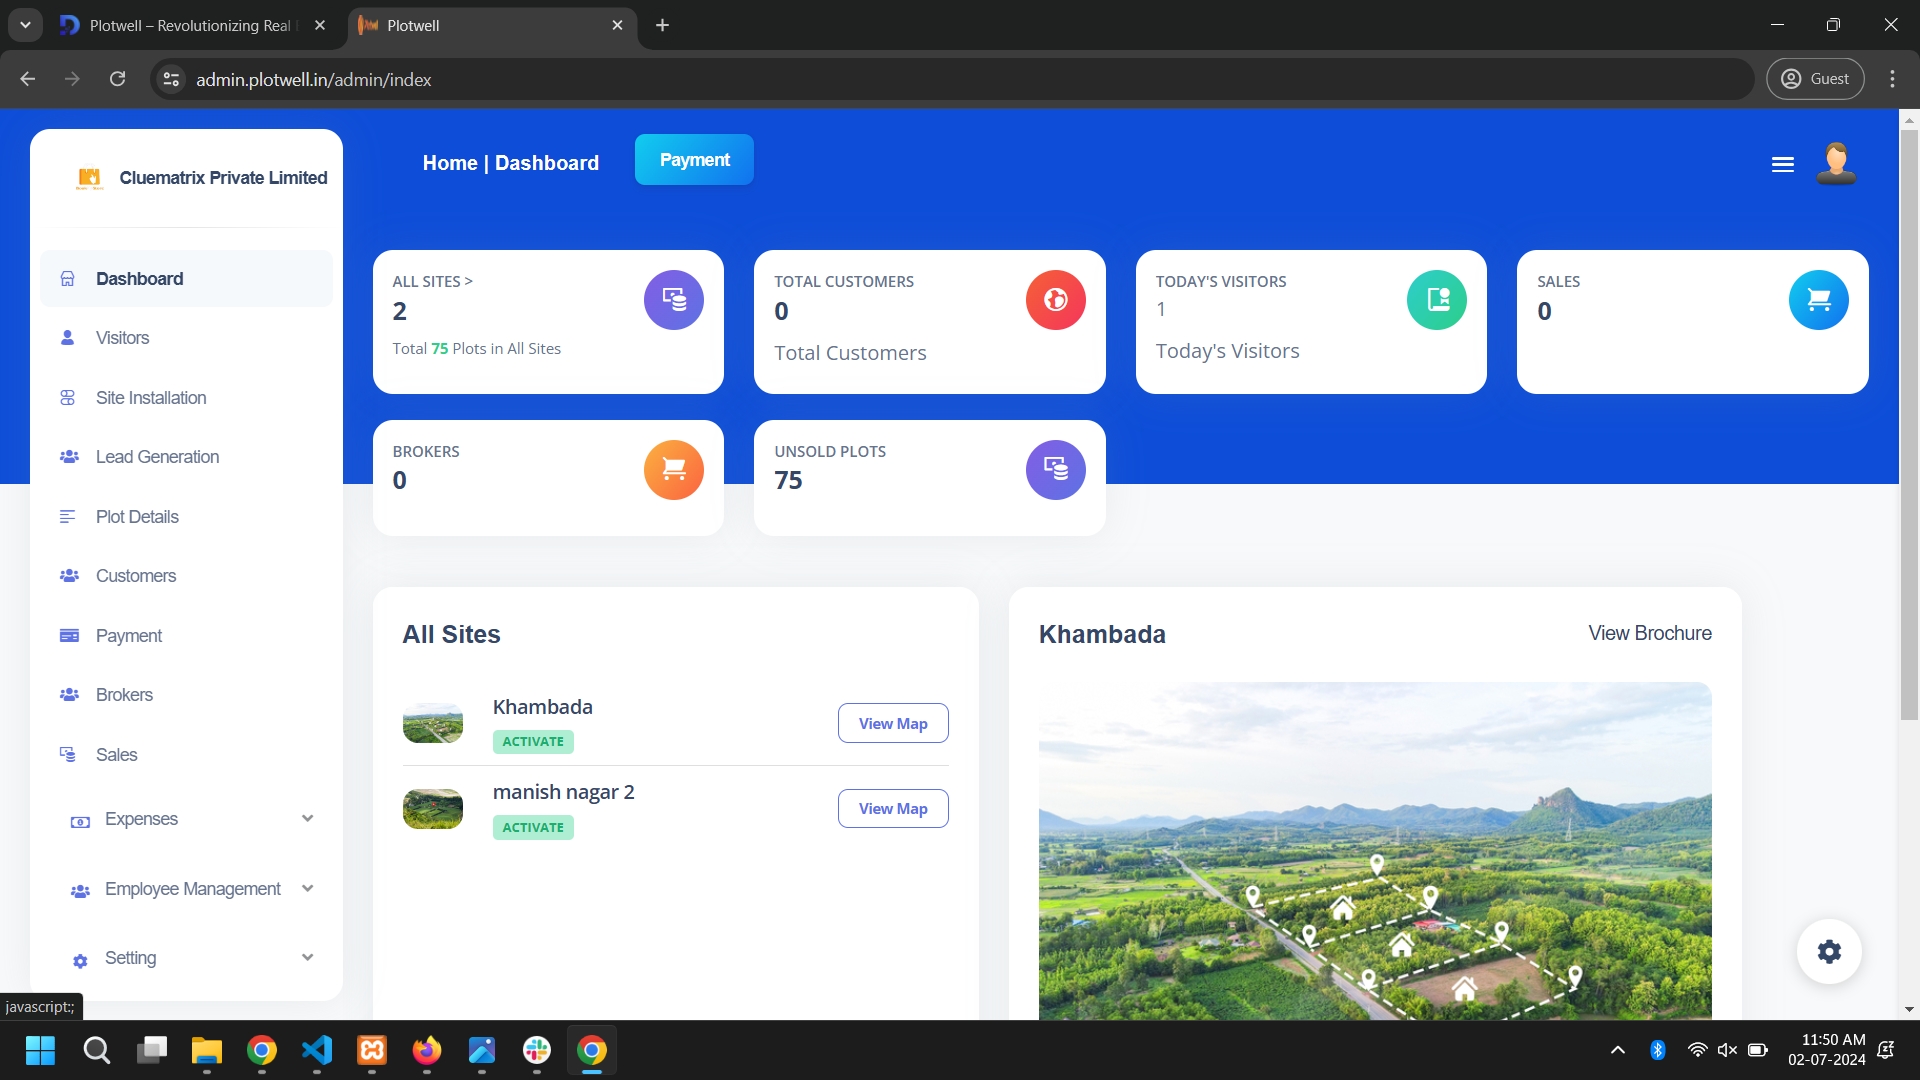 Plotwell – Revolutionizing Real
Plotwell
admin.plotwell.in/admin/index
Guest
Cluematrix Private Limited
Home | Dashboard
Payment
Dashboard
Visitors
Site Installation
Lead Generation
Plot Details
Customers
Payment
Brokers
Sales
Expenses
Employee Management
Setting
ALL SITES >
2
Total 75 Plots in All Sites
TOTAL CUSTOMERS
0
Total Customers
TODAY'S VISITORS
1
Today's Visitors
SALES
0
BROKERS
0
UNSOLD PLOTS
75
All Sites
Khambada
ACTIVATE
View Map
manish nagar 2
ACTIVATE
View Map
Khambada
View Brochure
javascript:;
11:50 AM
02-07-2024